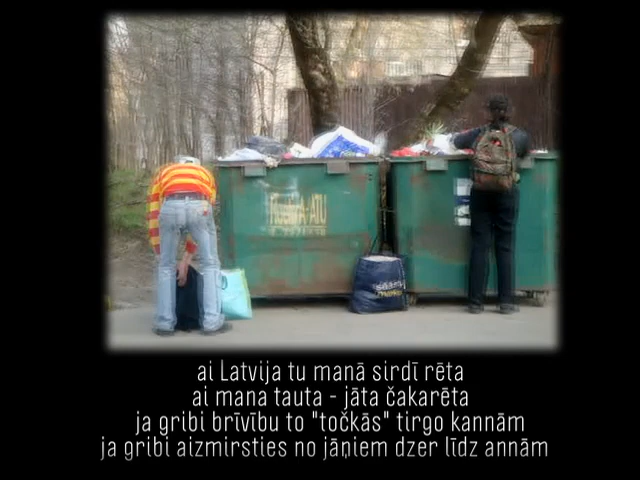 ai Latvija tu manā sirdī rēta
ai mana tauta - jāta čakarēta
ja gribi brīvību to "točkās" tirgo kannām
ja gribi aizmirsties no jāņiem dzer līdz annām